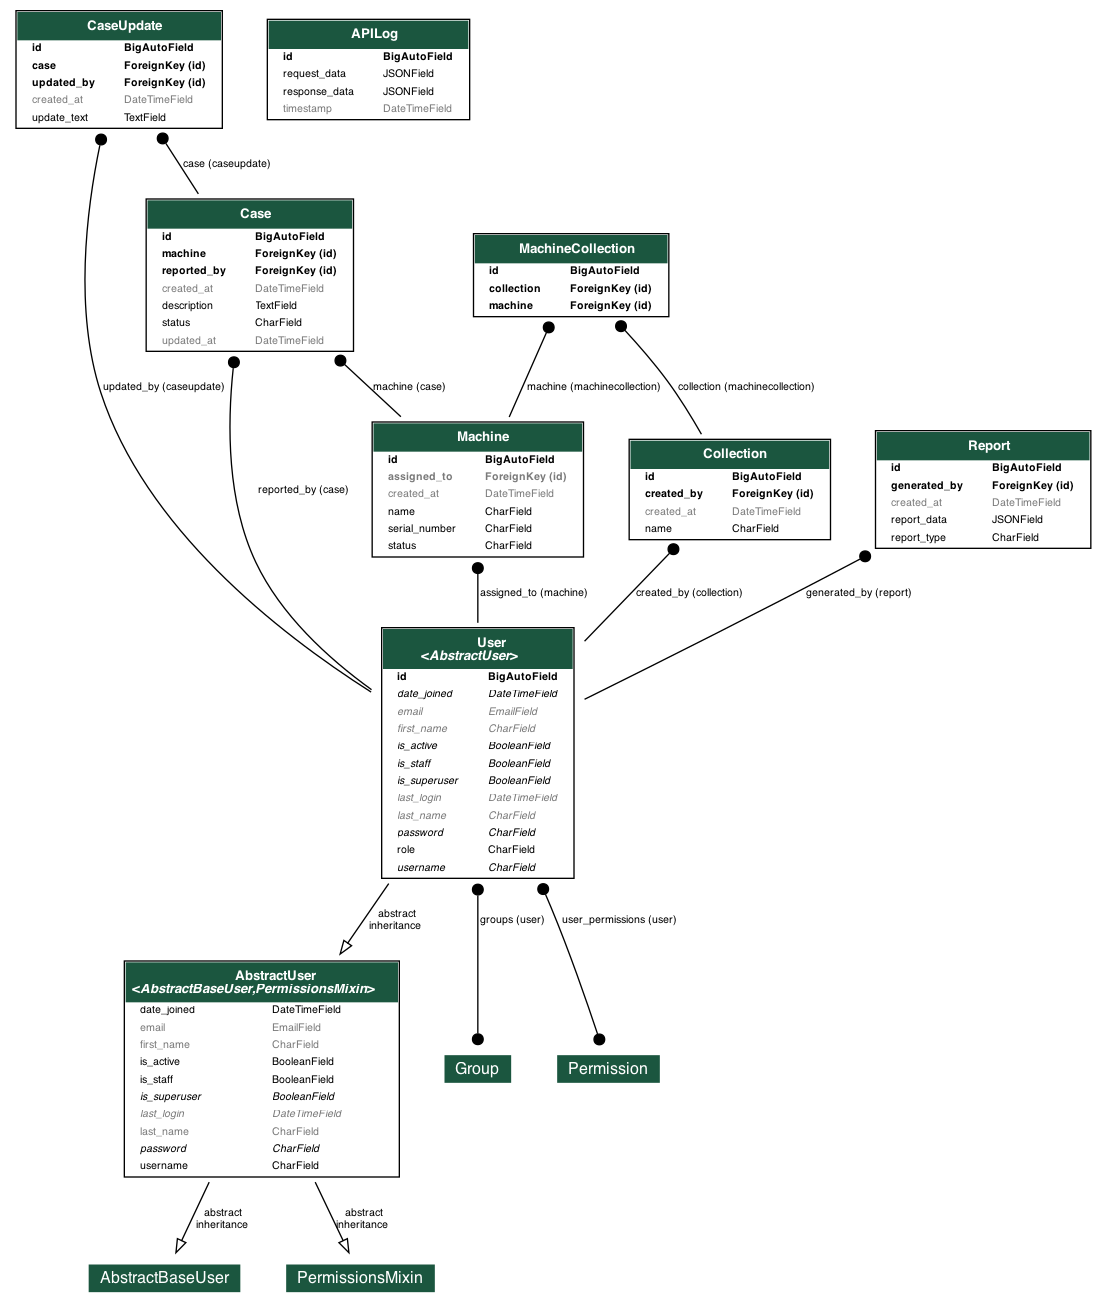 CaseUpdate
id BigAutoField
case ForeignKey (id)
updated_by ForeignKey (id)
created_at DateTimeField
update_text TextField
APILog
id BigAutoField
request_data JSONField
response_data JSONField
timestamp DateTimeField
case (caseupdate)
Case
id BigAutoField
machine ForeignKey (id)
reported_by ForeignKey (id)
created_at DateTimeField
description TextField
status CharField
updated_at DateTimeField
MachineCollection
id BigAutoField
collection ForeignKey (id)
machine ForeignKey (id)
updated_by (caseupdate)
machine (case)
machine (machinecollection)
collection (machinecollection)
reported_by (case)
Machine
id BigAutoField
assigned_to ForeignKey (id)
created_at DateTimeField
name CharField
serial_number CharField
status CharField
Collection
id BigAutoField
created_by ForeignKey (id)
created_at DateTimeField
name CharField
Report
id BigAutoField
generated_by ForeignKey (id)
created_at DateTimeField
report_data JSONField
report_type CharField
assigned_to (machine)
created_by (collection)
generated_by (report)
User
<AbstractUser>
id BigAutoField
date_joined DateTimeField
email EmailField
first_name CharField
is_active BooleanField
is_staff BooleanField
is_superuser BooleanField
last_login DateTimeField
last_name CharField
password CharField
role CharField
username CharField
abstract
inheritance
groups (user)
user_permissions (user)
AbstractUser
<AbstractBaseUser,PermissionsMixin>
date_joined DateTimeField
email EmailField
first_name CharField
is_active BooleanField
is_staff BooleanField
is_superuser BooleanField
last_login DateTimeField
last_name CharField
password CharField
username CharField
Group
Permission
abstract
inheritance
abstract
inheritance
AbstractBaseUser
PermissionsMixin